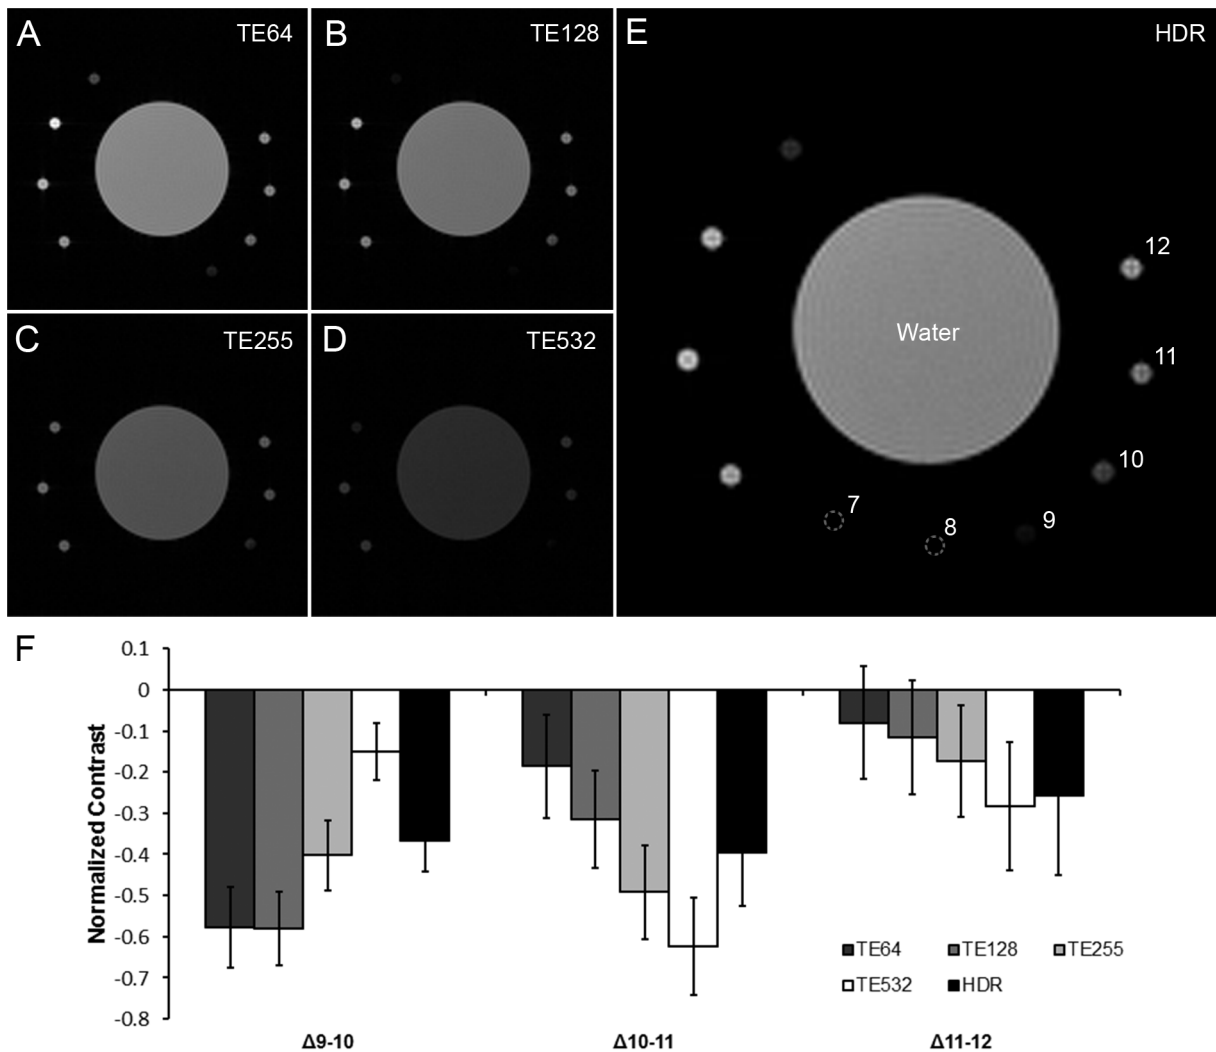 A
TE64
B
TE128
E
HDR
12
Water
11
C
TE255
D
TE532
10
7
9
8
F
0.1
0
-0.1
-0.2
-0.3
-0.4
-0.5
-0.6
-0.7
-0.8
Normalized Contrast
TE64 TE128 TE255
TE532 HDR
Δ9-10 Δ10-11 Δ11-12